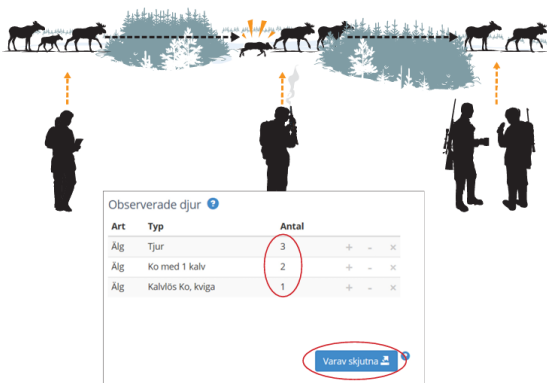 Observerade djur ?
Art Typ Antal
Älg Tjur 3 + - ×
Älg Ko med 1 kalv 2 + - ×
Älg Kalvlös Ko, kviga 1 + - ×
Varav skjutna ?